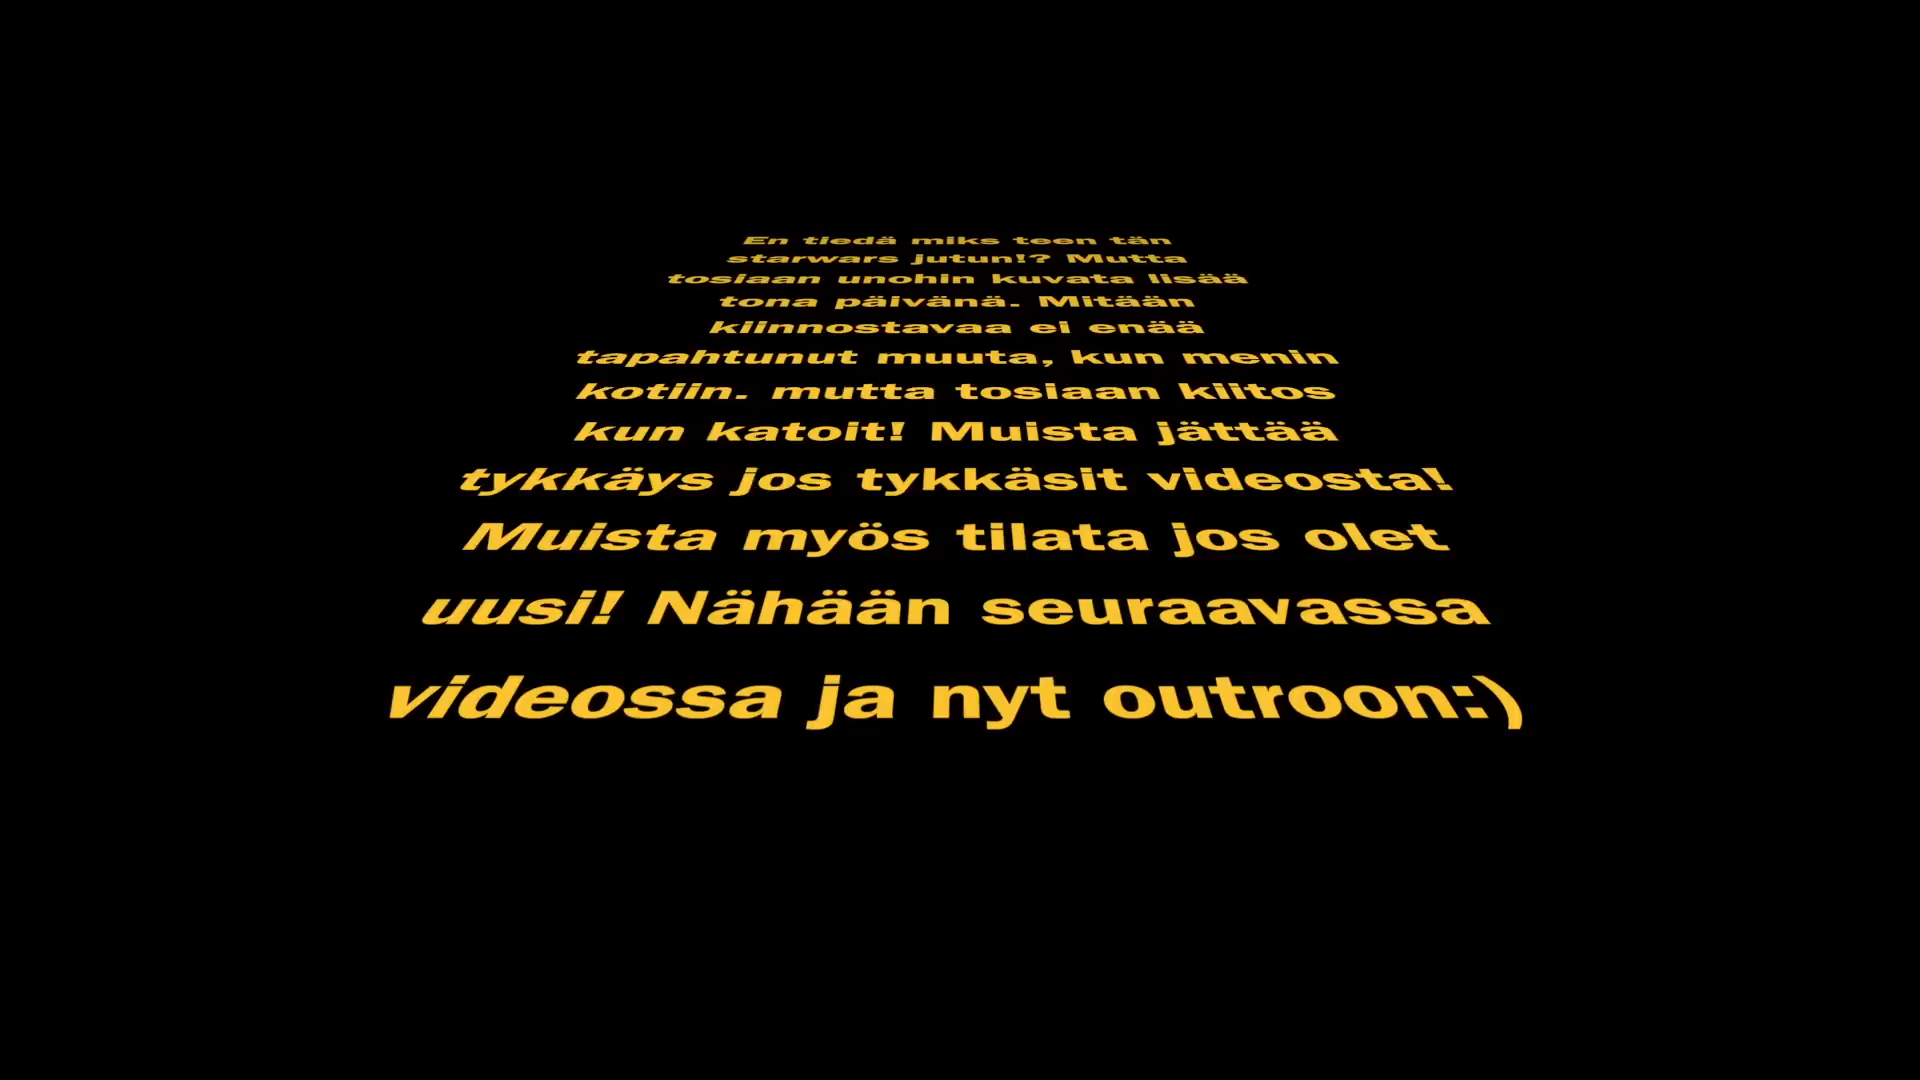 En tiedä miks teen tän
starwars jutun!? Mutta
tosiaan unohin kuvata lisää
tona päivänä. Mitään
kiinnostavaa ei enää
tapahtunut muuta, kun menin
kotiin. mutta tosiaan kiitos
kun katoit! Muista jättää
tykkäys jos tykkäsit videosta!
Muista myös tilata jos olet
uusi! Nähään seuraavassa
videossa ja nyt outroon:)